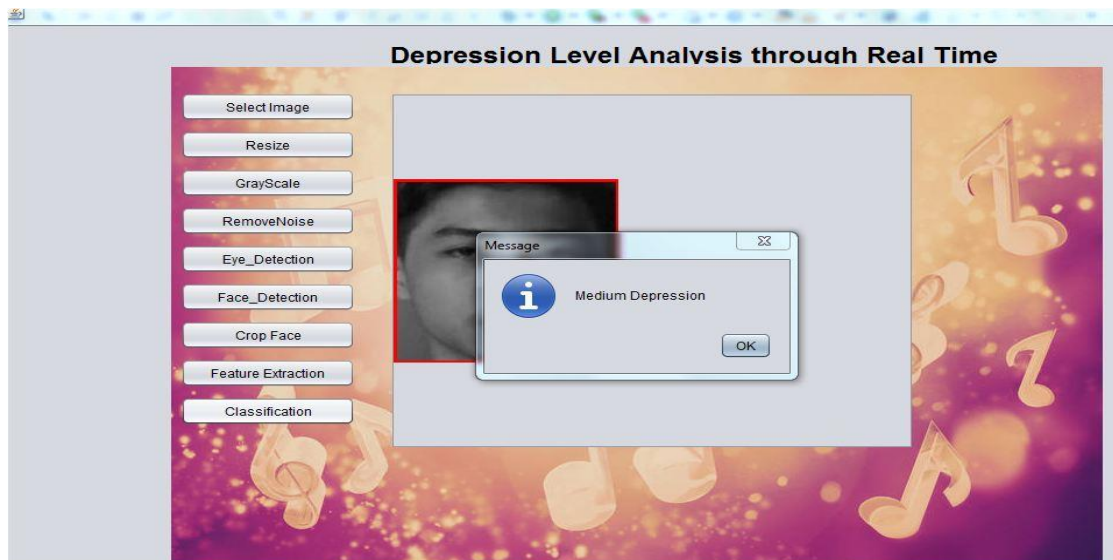 Depression Level Analysis through Real Time
Select Image
Resize
GrayScale
RemoveNoise
Eye_Detection
Face_Detection
Crop Face
Feature Extraction
Classification
Message
Medium Depression
OK